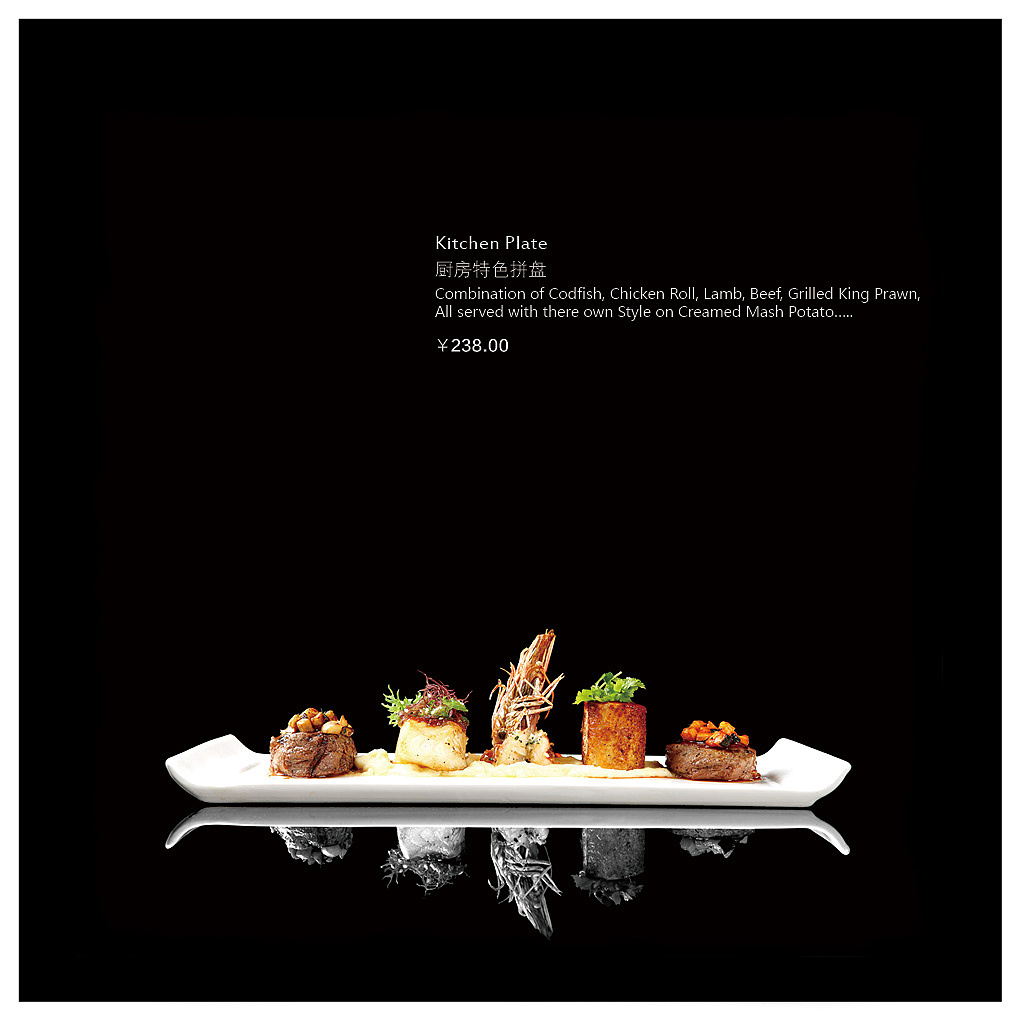 Kitchen Plate
厨房特色拼盘
Combination of Codfish, Chicken Roll, Lamb, Beef, Grilled King Prawn,
All served with there own Style on Creamed Mash Potato.....
￥238.00